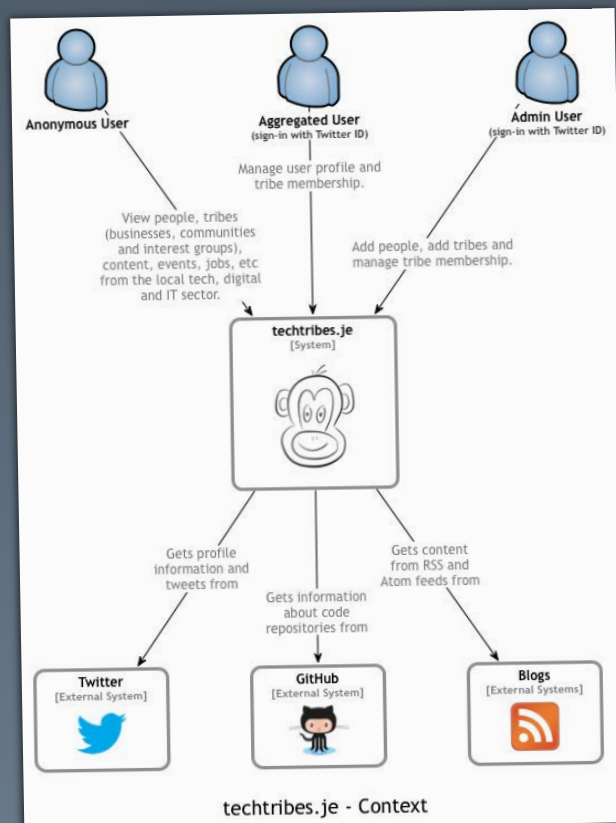 Anonymous User
Aggregated User
(sign-in with Twitter ID)
Admin User
(sign-in with Twitter ID)
Manage user profile and
tribe membership.
View people, tribes
(businesses, communities
and interest groups),
content, events, jobs, etc
from the local tech, digital
and IT sector.
Add people, add tribes and
manage tribe membership.
techtribes.je
[System]
Gets profile
information and
tweets from
Gets information
about code
repositories from
Gets content
from RSS and
Atom feeds from
Twitter
[External System]
GitHub
[External System]
Blogs
[External Systems]
techtribes.je - Context